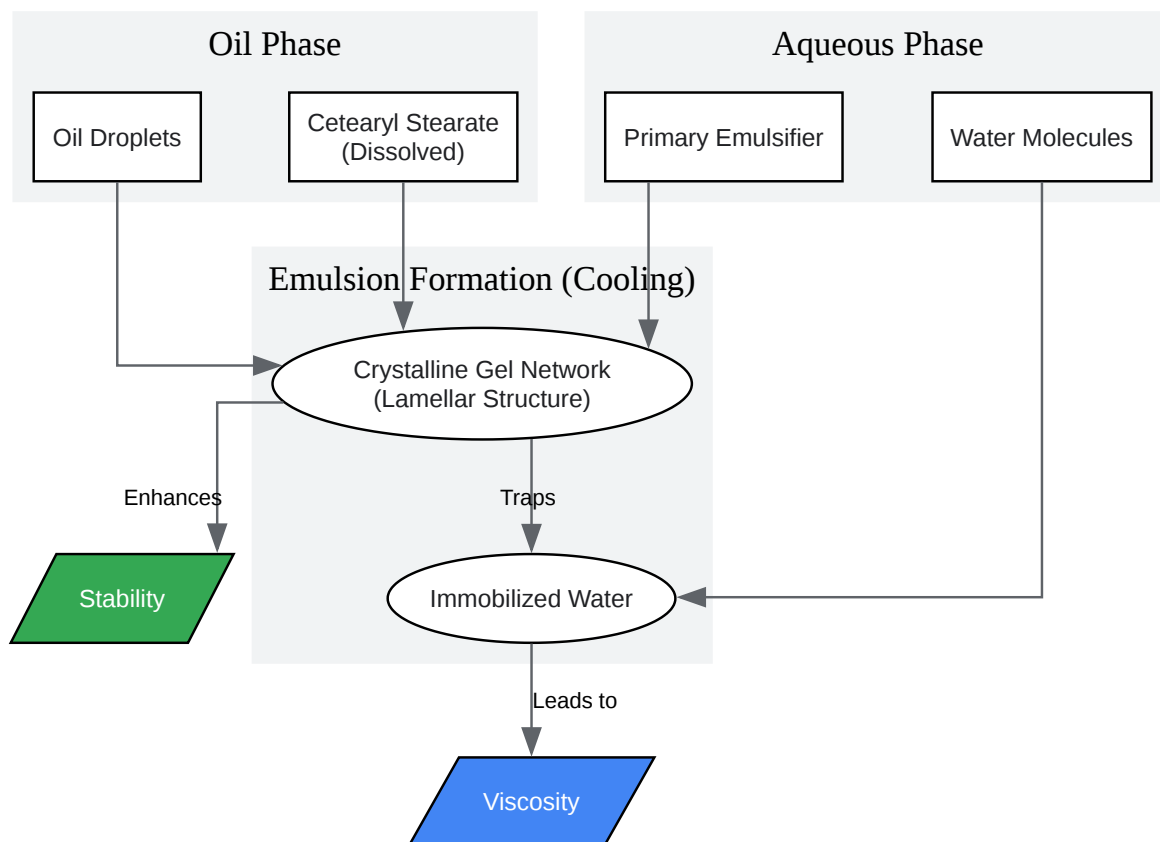 Oil Phase
Aqueous Phase
Oil Droplets
Cetearyl Stearate
(Dissolved)
Primary Emulsifier
Water Molecules
Emulsion Formation (Cooling)
Crystalline Gel Network
(Lamellar Structure)
Enhances
Traps
Stability
Immobilized Water
Leads to
Viscosity